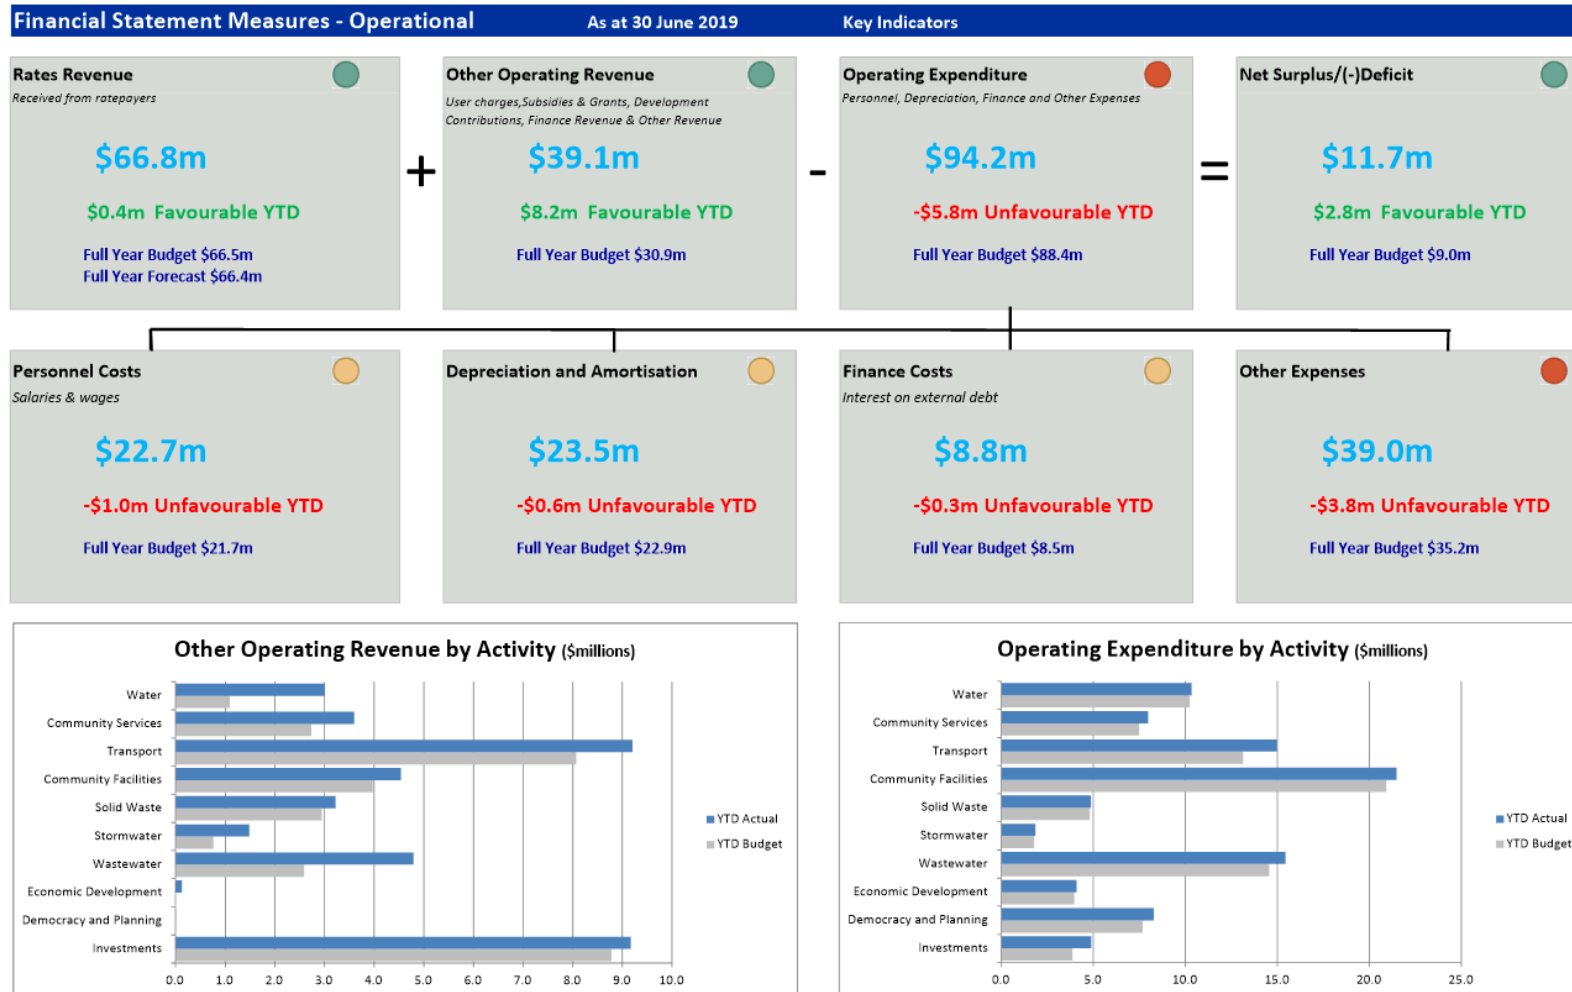 Financial Statement Measures - Operational As at 30 June 2019 Key Indicators
Rates Revenue
Received from ratepayers
$66.8m
$0.4m Favourable YTD
Full Year Budget $66.5m
Full Year Forecast $66.4m
+
Other Operating Revenue
User charges,Subsidies & Grants, Development
Contributions, Finance Revenue & Other Revenue
$39.1m
$8.2m Favourable YTD
Full Year Budget $30.9m
-
Operating Expenditure
Personnel, Depreciation, Finance and Other Expenses
$94.2m
-$5.8m Unfavourable YTD
Full Year Budget $88.4m
=
Net Surplus/(-)Deficit
$11.7m
$2.8m Favourable YTD
Full Year Budget $9.0m
Personnel Costs
Salaries & wages
$22.7m
-$1.0m Unfavourable YTD
Full Year Budget $21.7m
Depreciation and Amortisation
$23.5m
-$0.6m Unfavourable YTD
Full Year Budget $22.9m
Finance Costs
Interest on external debt
$8.8m
-$0.3m Unfavourable YTD
Full Year Budget $8.5m
Other Expenses
$39.0m
-$3.8m Unfavourable YTD
Full Year Budget $35.2m
Other Operating Revenue by Activity ($millions)
Water
Community Services
Transport
Community Facilities
Solid Waste
Stormwater
Wastewater
Economic Development
Democracy and Planning
Investments
0.0 1.0 2.0 3.0 4.0 5.0 6.0 7.0 8.0 9.0 10.0
YTD Actual
YTD Budget
Operating Expenditure by Activity ($millions)
Water
Community Services
Transport
Community Facilities
Solid Waste
Stormwater
Wastewater
Economic Development
Democracy and Planning
Investments
0.0 5.0 10.0 15.0 20.0 25.0
YTD Actual
YTD Budget